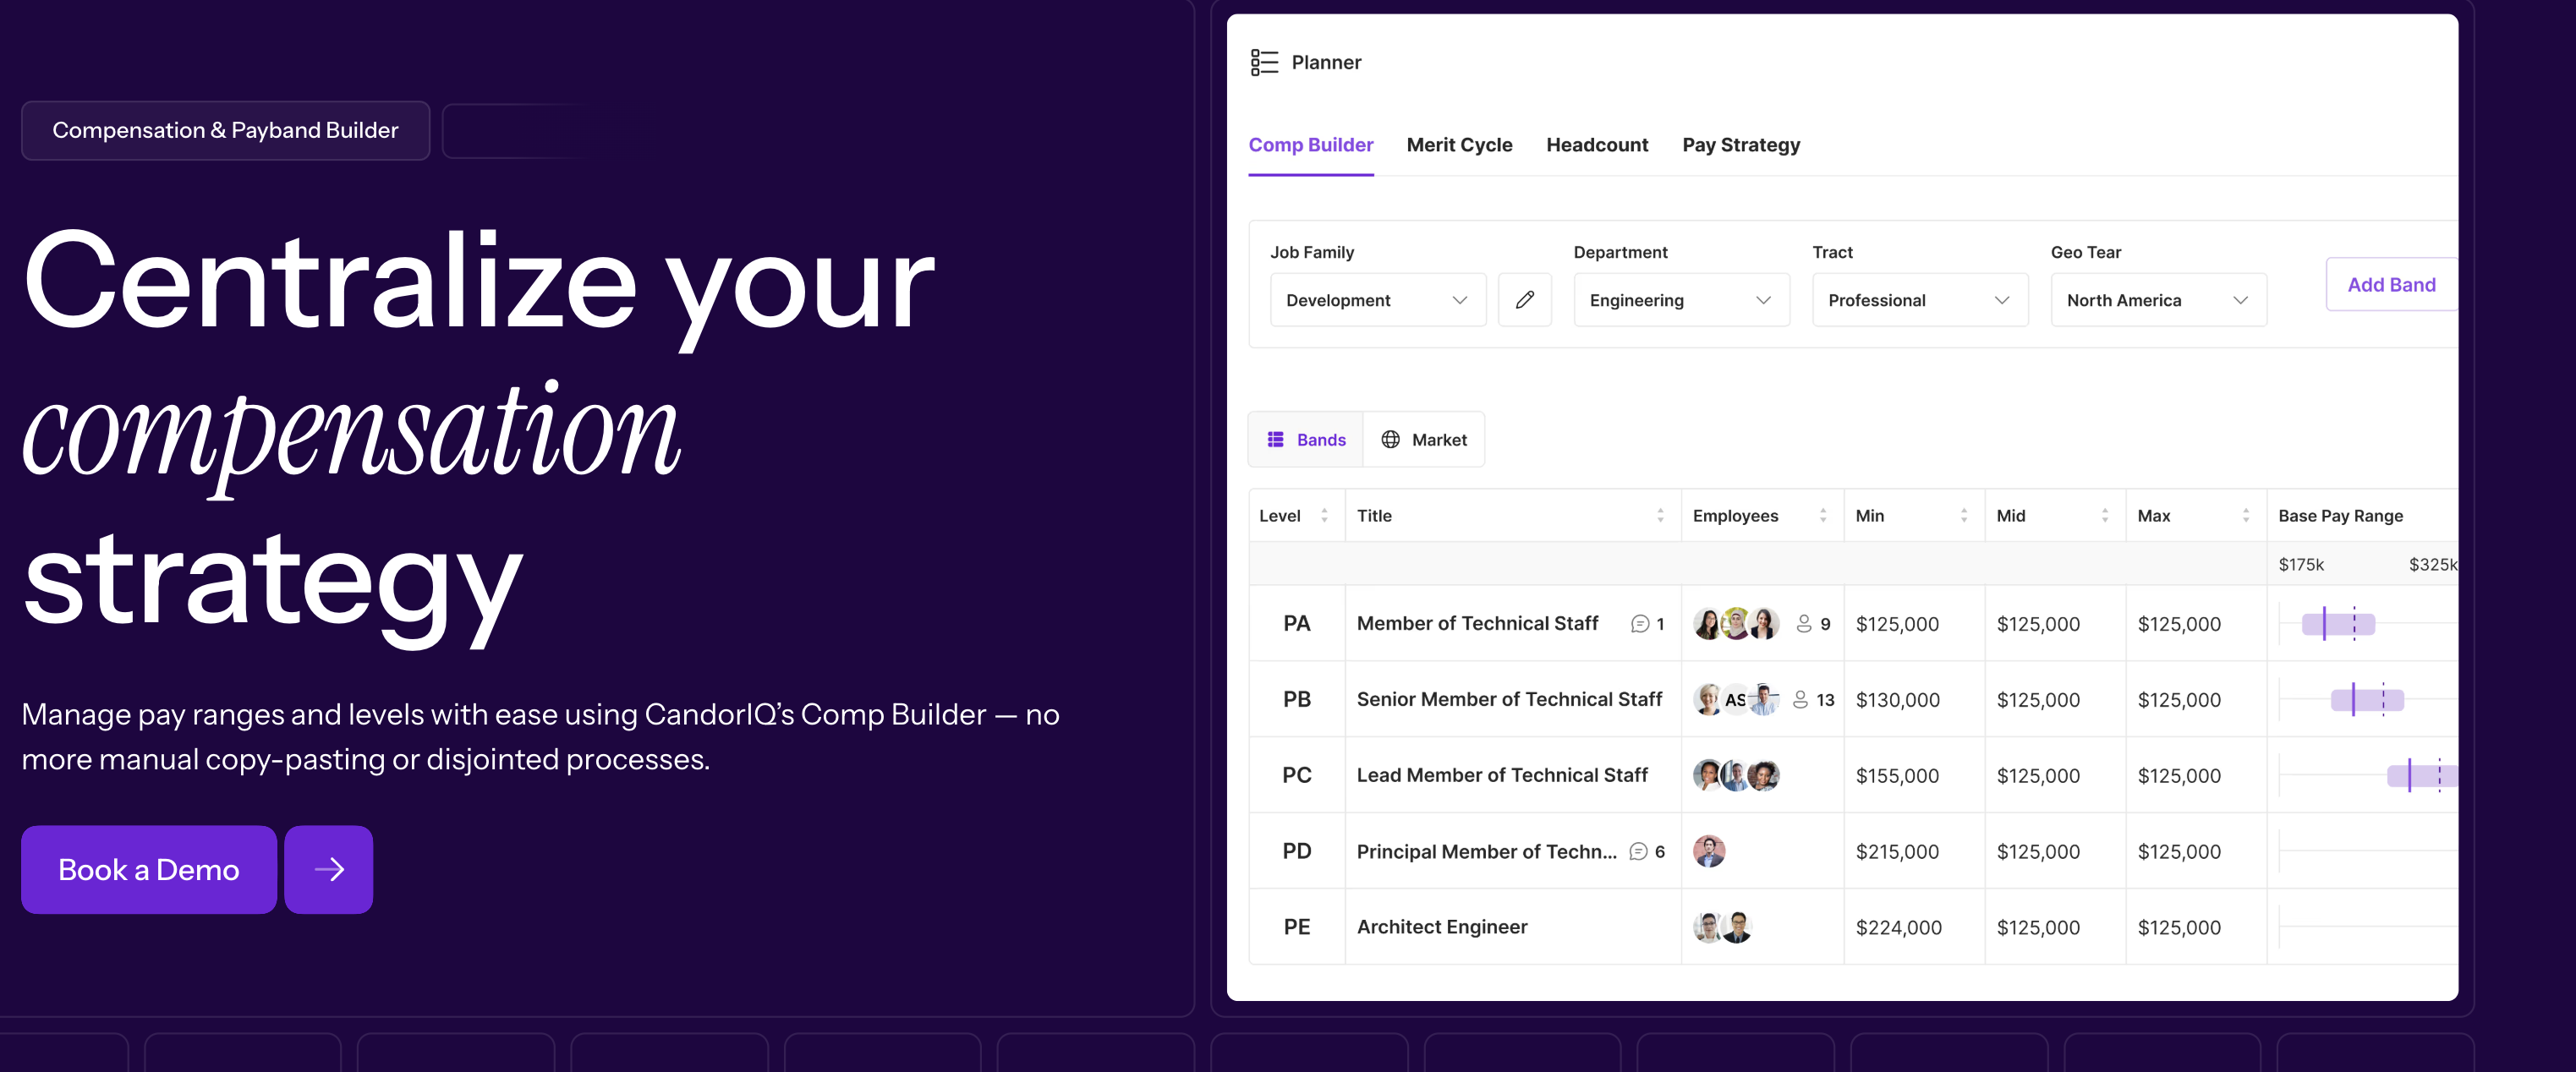 Compensation & Payband Builder
Centralize your
compensation
strategy
Manage pay ranges and levels with ease using CandorIQ’s Comp Builder — no
more manual copy-pasting or disjointed processes.
Book a Demo
Planner
Comp Builder Merit Cycle Headcount Pay Strategy
Job Family Department Tract Geo Tear
Development Engineering Professional North America Add Band
Bands Market
Level Title Employees Min Mid Max Base Pay Range
$175k $325k
PA Member of Technical Staff 1 9 $125,000 $125,000 $125,000
PB Senior Member of Technical Staff AS 13 $130,000 $125,000 $125,000
PC Lead Member of Technical Staff $155,000 $125,000 $125,000
PD Principal Member of Techn... 6 $215,000 $125,000 $125,000
PE Architect Engineer $224,000 $125,000 $125,000